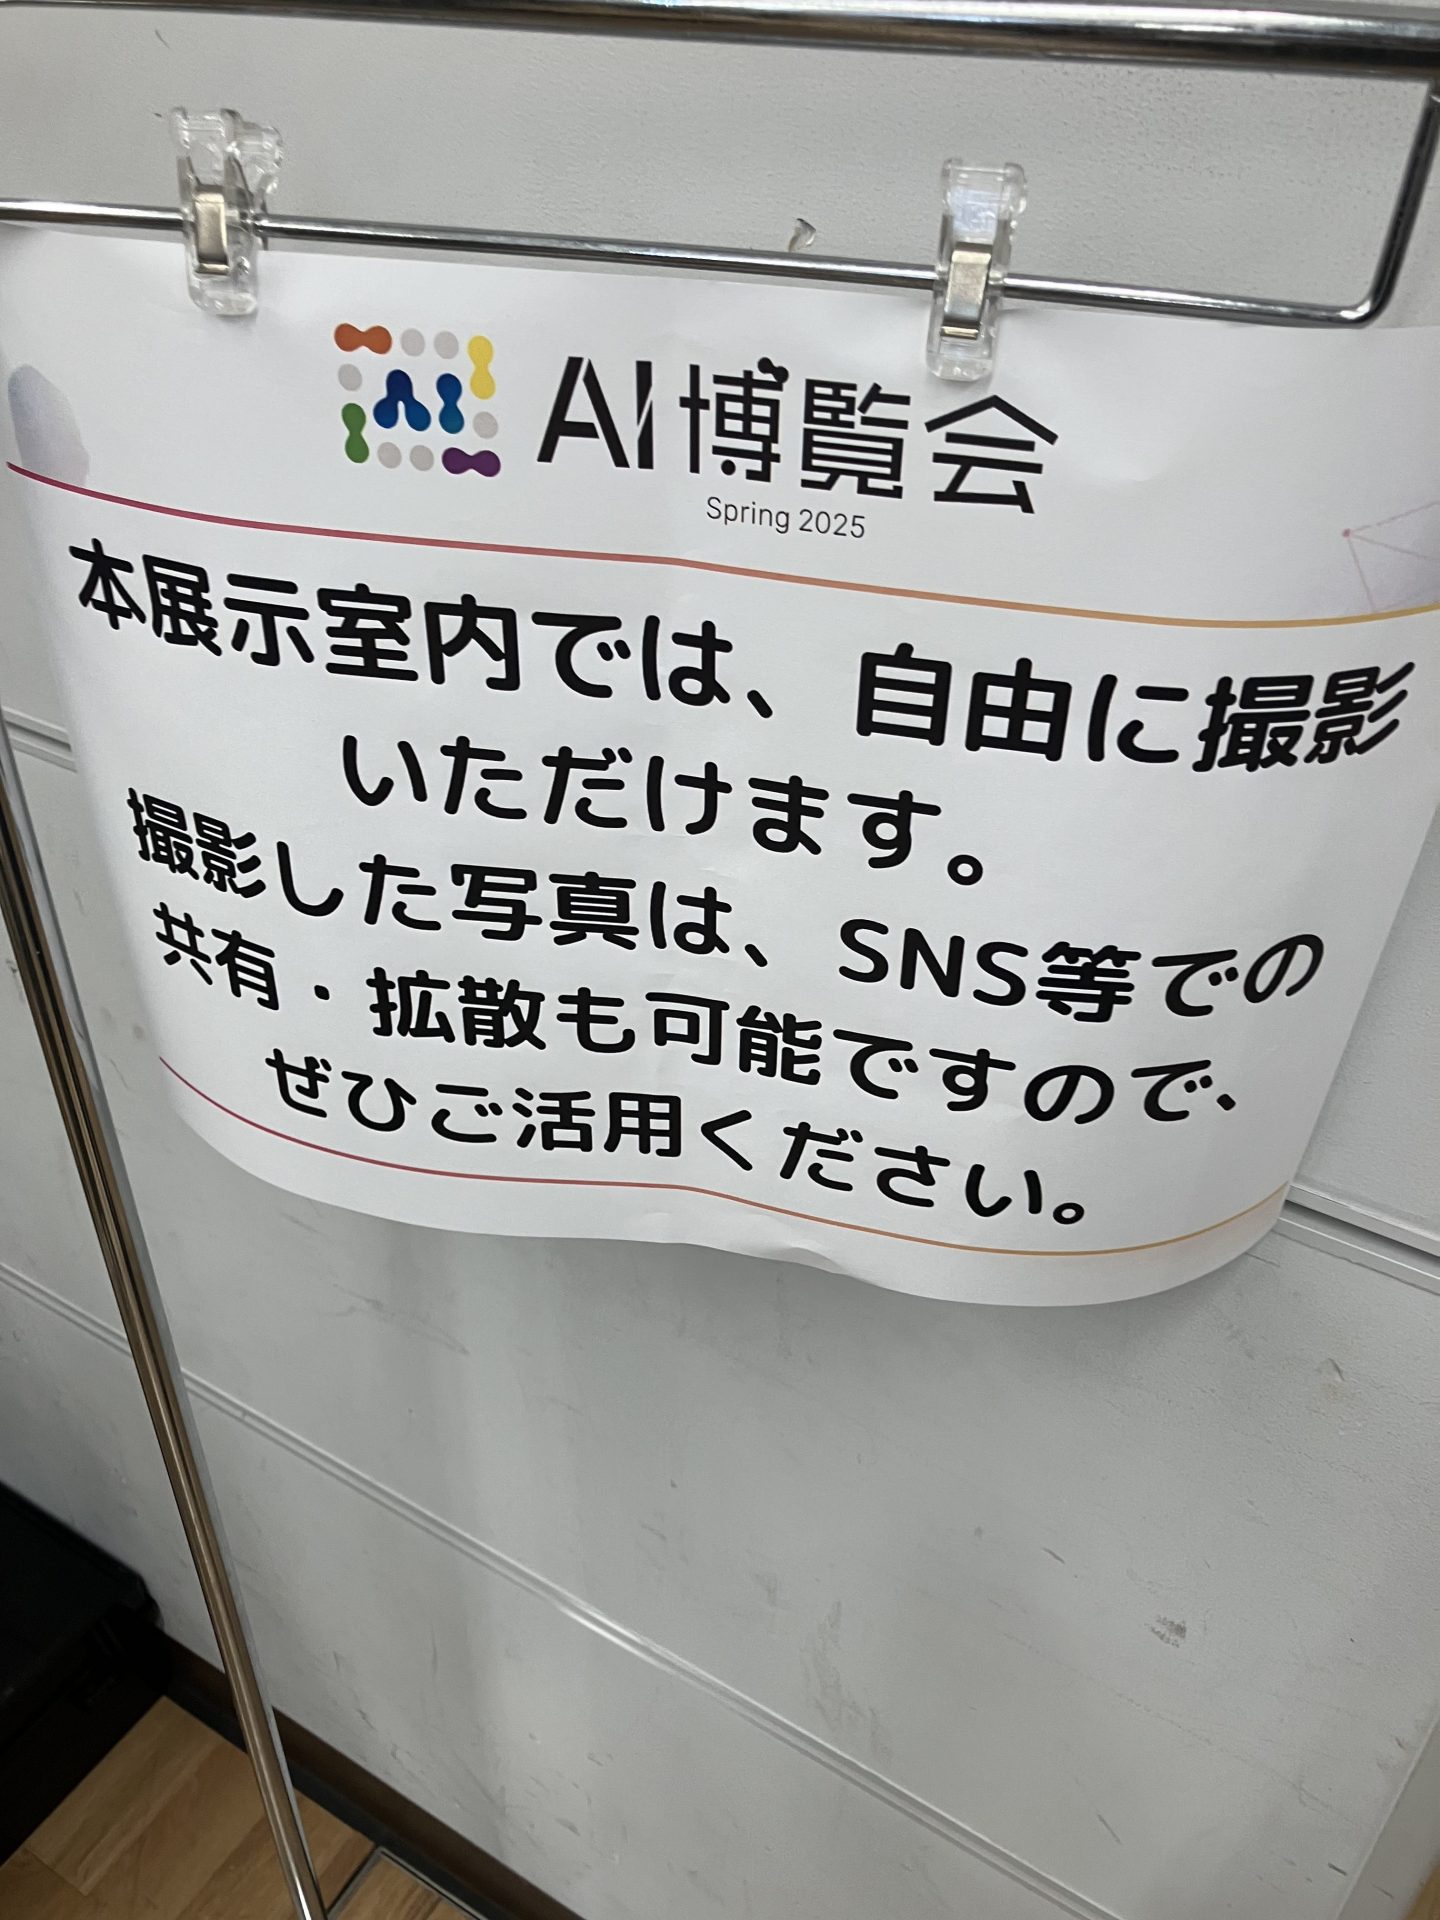 AI
AI博覧会
Spring 2025
本展示室内では、自由に撮影
いただけます。
撮影した写真は、SNS等での
共有・拡散も可能ですので、
ぜひご活用ください。